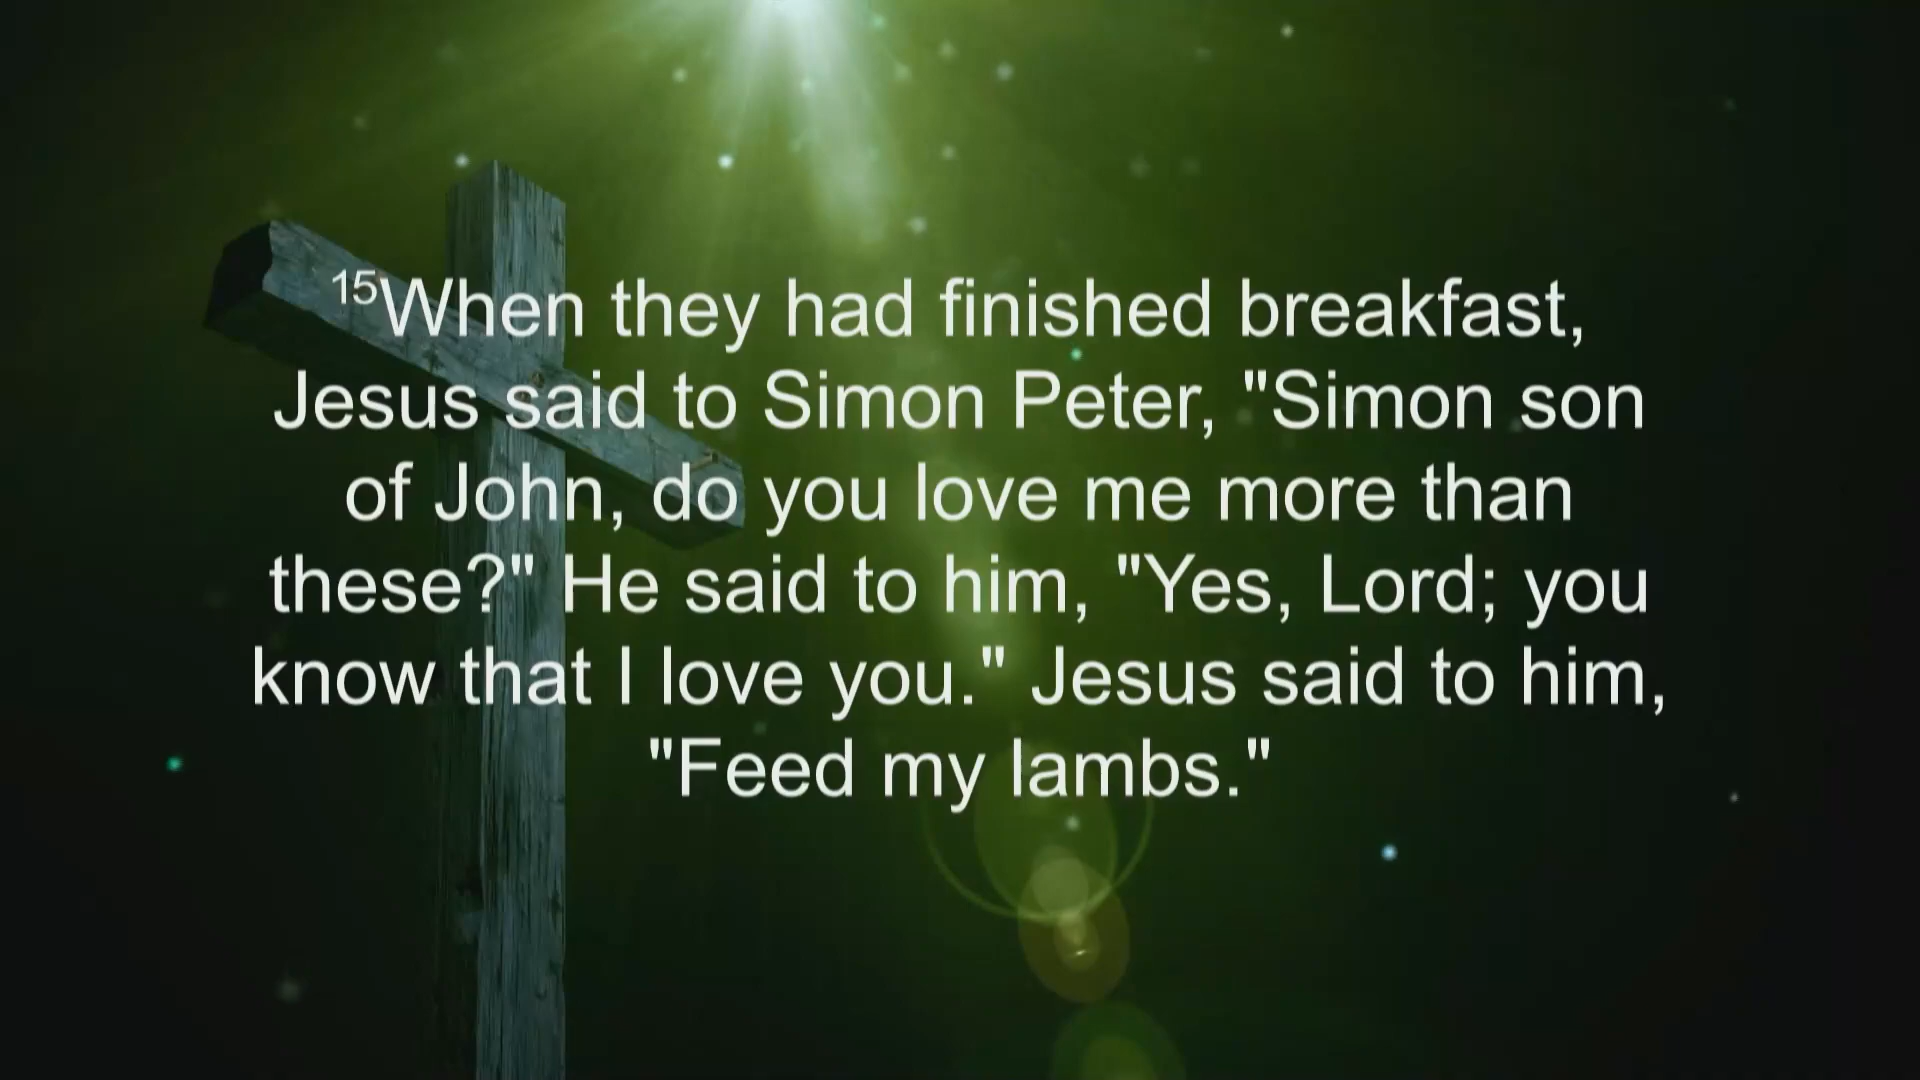 15When they had finished breakfast,
Jesus said to Simon Peter, "Simon son
of John, do you love me more than
these?" He said to him, "Yes, Lord; you
know that I love you." Jesus said to him,
"Feed my lambs."